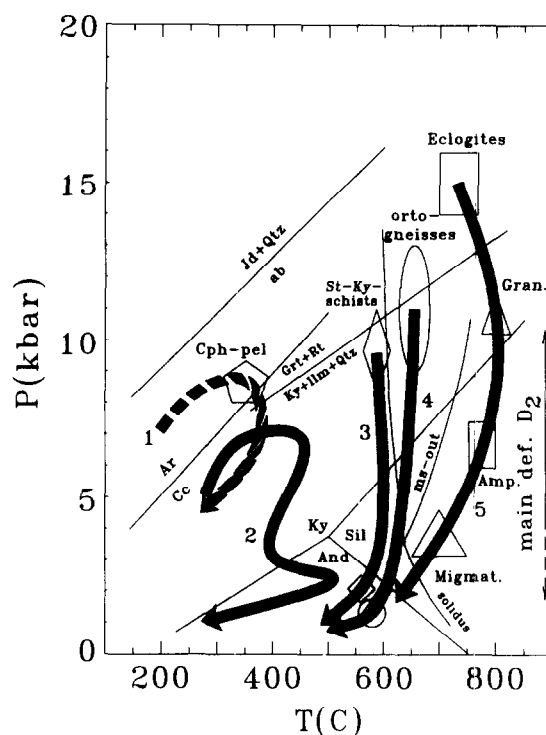 20
15
10
5
0
P(kbar)
200
400
600
800
T(C)
Eclogites
orto-
gneisses
St-Ky-
schists
Gran.
Jd+Qtz
ab
Cph-pel
Grt+Rt
Ky+ilm+Qtz
Ar
Cc
1
2
3
4
5
ms-out
Amp.
Ky
Sil
And
Migmat.
solidus
main def. D2